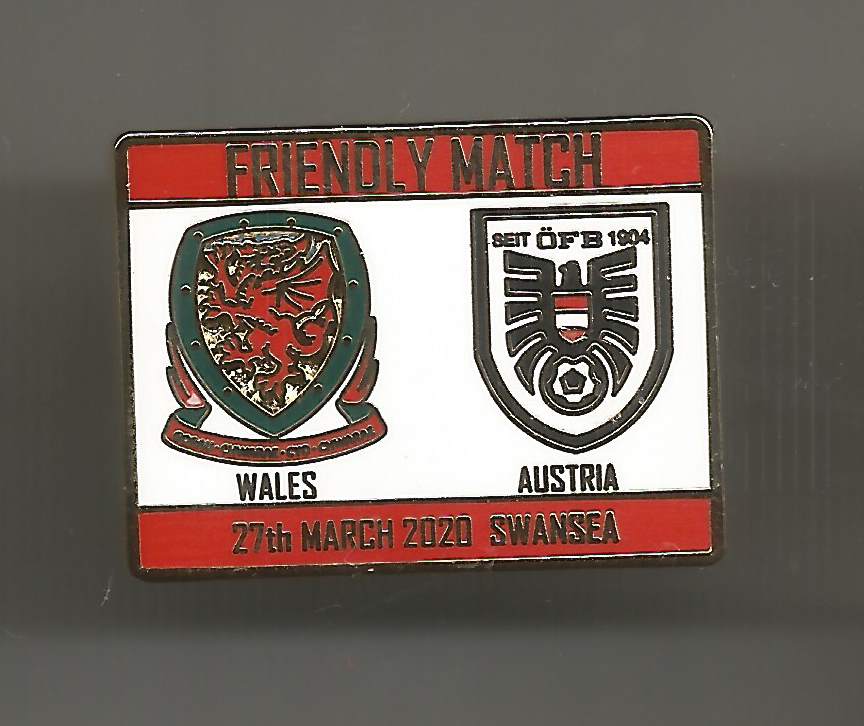 FRIENDLY MATCH
SEIT ÖFB 1904
WALES
AUSTRIA
27th MARCH 2020 SWANSEA